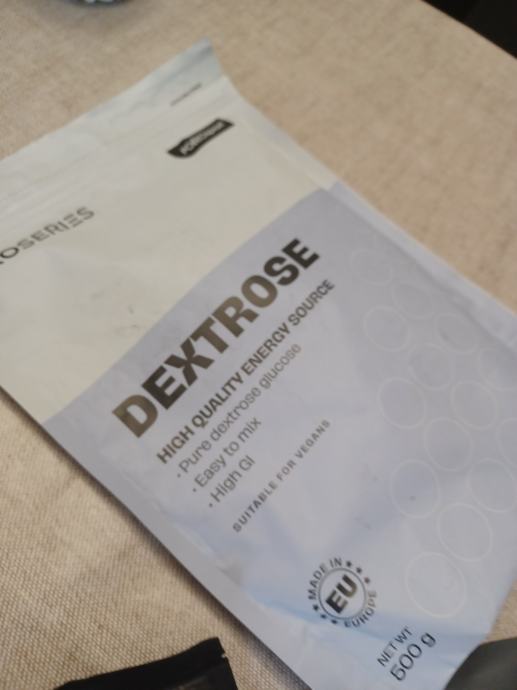 OSERIES
DEXTROSE
HIGH QUALITY ENERGY SOURCE
· Pure dextrose glucose
· Easy to mix
· High GI
SUITABLE FOR VEGANS
MADE IN
EU
EUROPE
NET WT
500 g